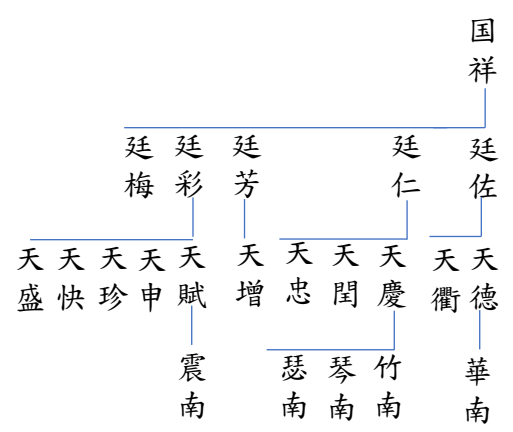 国祥
廷佐
廷仁
廷芳
廷彩
廷梅
天德
天衢
天慶
天閏
天忠
天增
天賦
天申
天珍
天快
天盛
華南
竹南
琴南
瑟南
震南